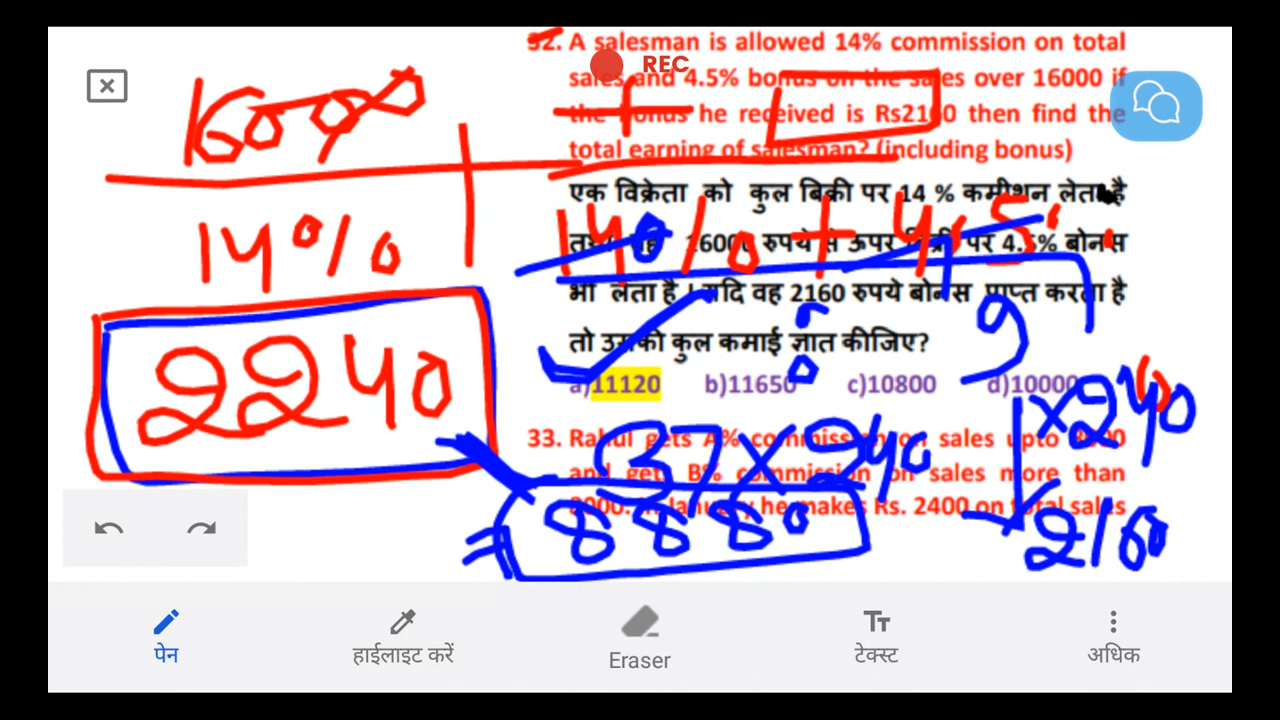 32. A salesman is allowed 14% commission on total
REC
sales and 4.5% bonus on the sales over 16000 if
the bonus he received is Rs2160 then find the
total earning of salesman? (including bonus)
16000
एक विक्रेता को कुल बिक्री पर 14 % कमीशन लेता है
14% + 4.5%
14%
16000 रुपये से ऊपर बिक्री पर 4.5% बोनस
भी लेता है । यदि वह 2160 रुपये बोनस प्राप्त करता है
तो उसकी कुल कमाई ज्ञात कीजिए?
2240
a)11120 b)11650 c)10800 d)10000
×240
33. Rahul gets A% commission on sales upto 8000
37×240
and gets B% commission on sales more than
he makes Rs. 2400 on total sales
= 8880
2160
पेन
हाईलाइट करें
Eraser
टेक्स्ट
अधिक